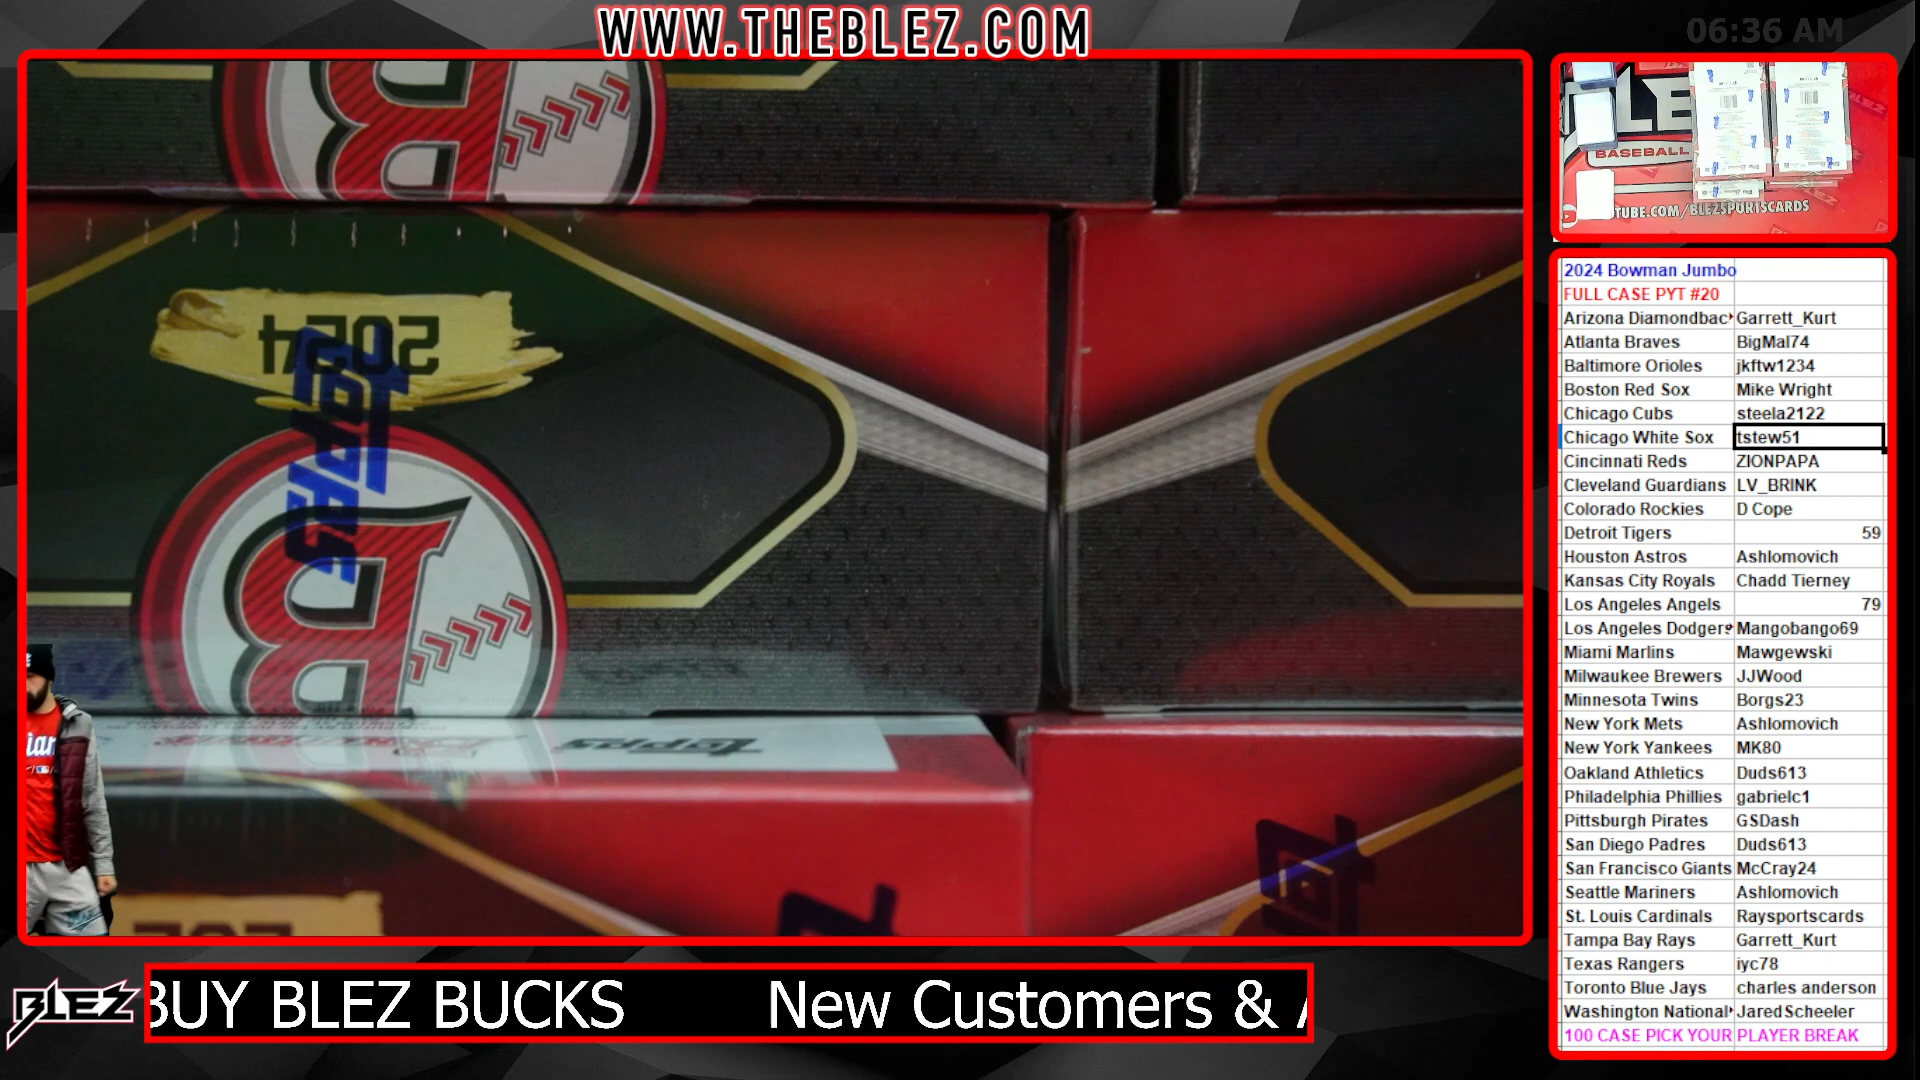 WWW.THEBLEZ.COM
06:36 AM
2024
TOPPS
B
BASEBALL
TUBE.COM/BLEZSPORTSCARDS
2024 Bowman Jumbo
FULL CASE PYT #20
Arizona Diamondbac Garrett_Kurt
Atlanta Braves BigMal74
Baltimore Orioles jkftw1234
Boston Red Sox Mike Wright
Chicago Cubs steela2122
Chicago White Sox tstew51
Cincinnati Reds ZIONPAPA
Cleveland Guardians LV_BRINK
Colorado Rockies D Cope
Detroit Tigers 59
Houston Astros Ashlomovich
Kansas City Royals Chadd Tierney
Los Angeles Angels 79
Los Angeles Dodgers Mangobango69
Miami Marlins Mawgewski
Milwaukee Brewers JJWood
Minnesota Twins Borgs23
New York Mets Ashlomovich
New York Yankees MK80
Oakland Athletics Duds613
Philadelphia Phillies gabrielc1
Pittsburgh Pirates GSDash
San Diego Padres Duds613
San Francisco Giants McCray24
Seattle Mariners Ashlomovich
St. Louis Cardinals Raysportscards
Tampa Bay Rays Garrett_Kurt
Texas Rangers iyc78
Toronto Blue Jays charles anderson
Washington National JaredScheeler
100 CASE PICK YOUR PLAYER BREAK
BLEZ
BUY BLEZ BUCKS New Customers &